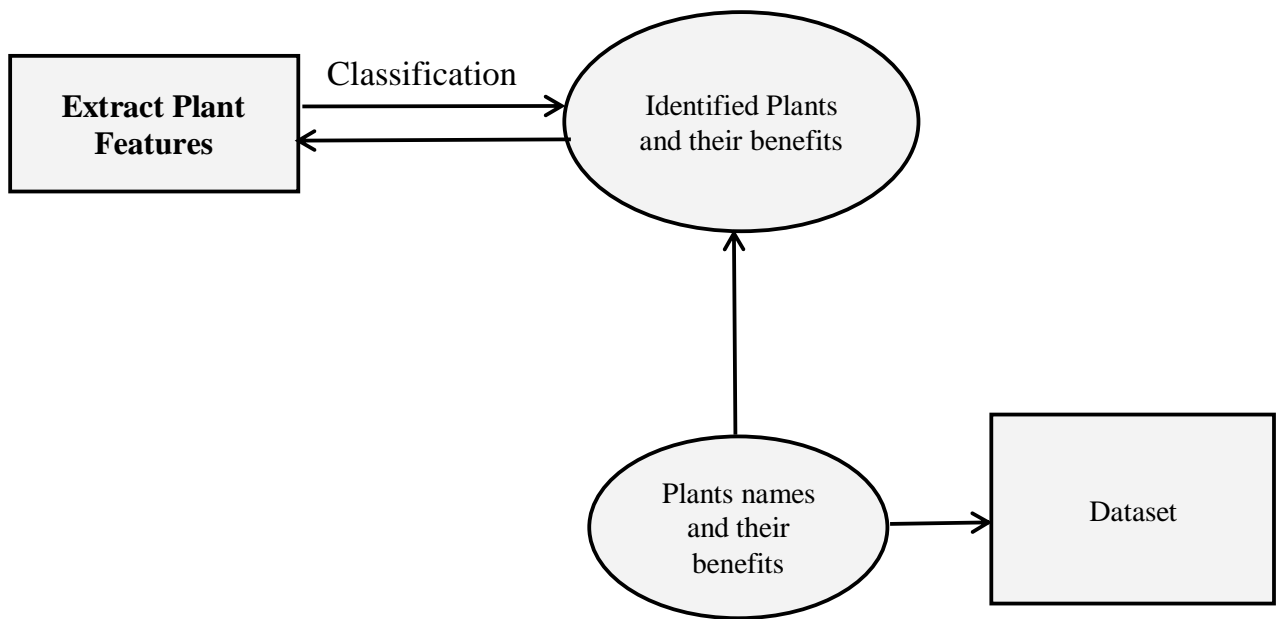 Classification
Extract Plant
Features
Identified Plants
and their benefits
Plants names
and their
benefits
Dataset